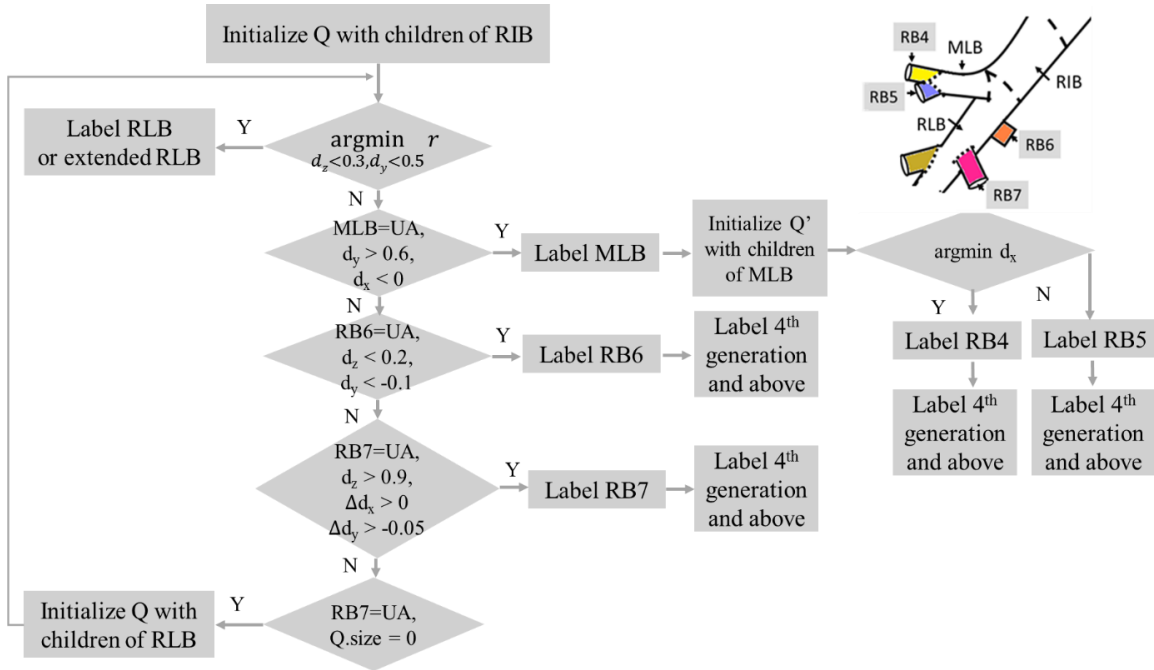 Initialize Q with children of RIB
Label RLB
or extended RLB
Y
argmin r
d_z<0.3,d_y<0.5
N
MLB=UA,
d_y > 0.6,
d_x < 0
Y
Label MLB
Initialize Q’
with children
of MLB
argmin d_x
Y
N
Label RB4
Label RB5
Label 4th
generation
and above
Label 4th
generation
and above
N
RB6=UA,
d_z < 0.2,
d_y < -0.1
Y
Label RB6
Label 4th
generation
and above
N
RB7=UA,
d_z > 0.9,
Δd_x > 0
Δd_y > -0.05
Y
Label RB7
Label 4th
generation
and above
N
RB7=UA,
Q.size = 0
Y
Initialize Q with
children of RLB
RB4
MLB
RIB
RB5
RLB
RB6
RB7